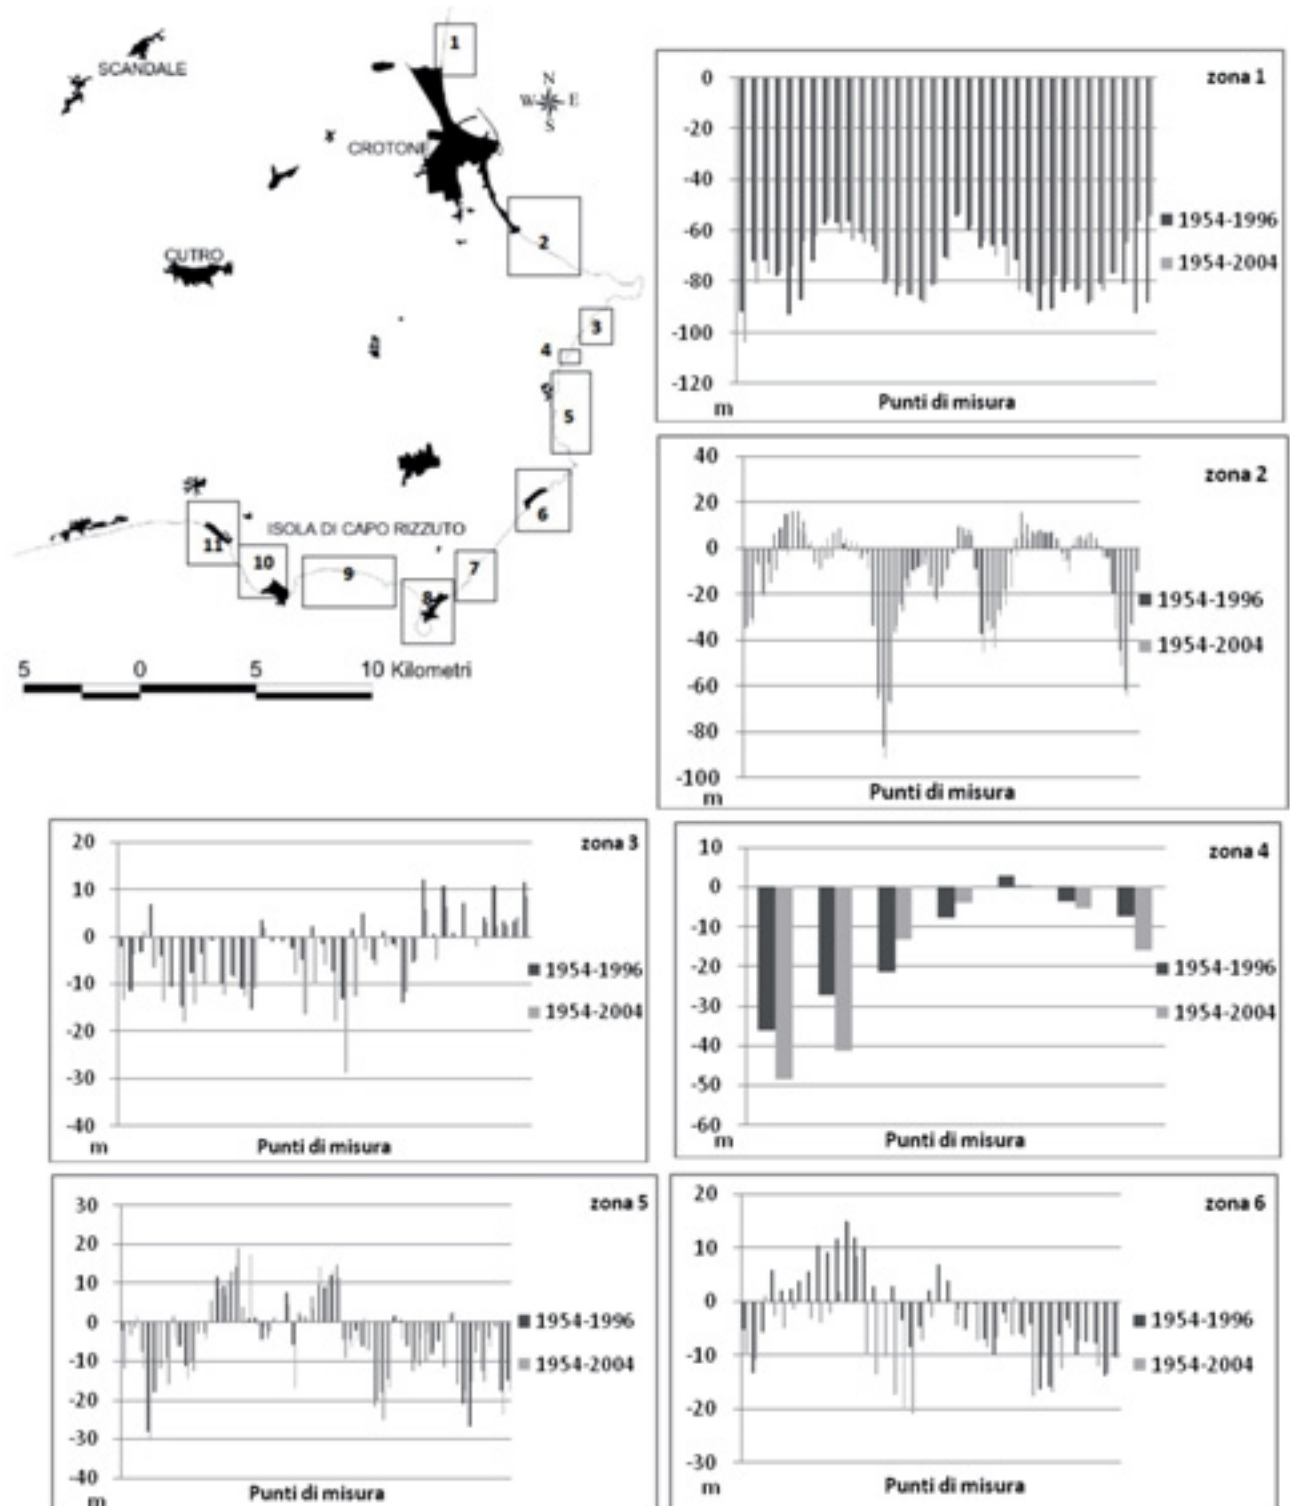 SCANDALE
CROTONE
CUTRO
ISOLA DI CAPO RIZZUTO
N
W E
S
1
2
3
4
5
6
7
8
9
10
11
5 0 5 10 Kilometri
zona 1
0
-20
-40
-60
-80
-100
-120
m
Punti di misura
1954-1996
1954-2004
zona 2
40
20
0
-20
-40
-60
-80
-100
m
Punti di misura
1954-1996
1954-2004
zona 3
20
10
0
-10
-20
-30
-40
m
Punti di misura
1954-1996
1954-2004
zona 4
10
0
-10
-20
-30
-40
-50
-60
m
Punti di misura
1954-1996
1954-2004
zona 5
30
20
10
0
-10
-20
-30
-40
m
Punti di misura
1954-1996
1954-2004
zona 6
20
10
0
-10
-20
-30
m
Punti di misura
1954-1996
1954-2004